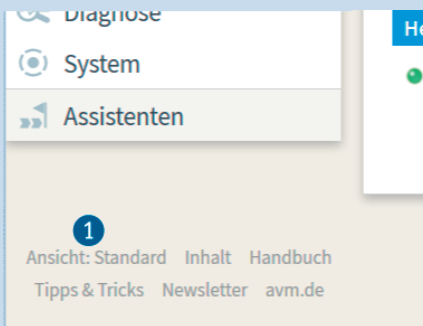 Diagnose
He
System
Assistenten
1
Ansicht: Standard Inhalt Handbuch
Tipps & Tricks Newsletter avm.de